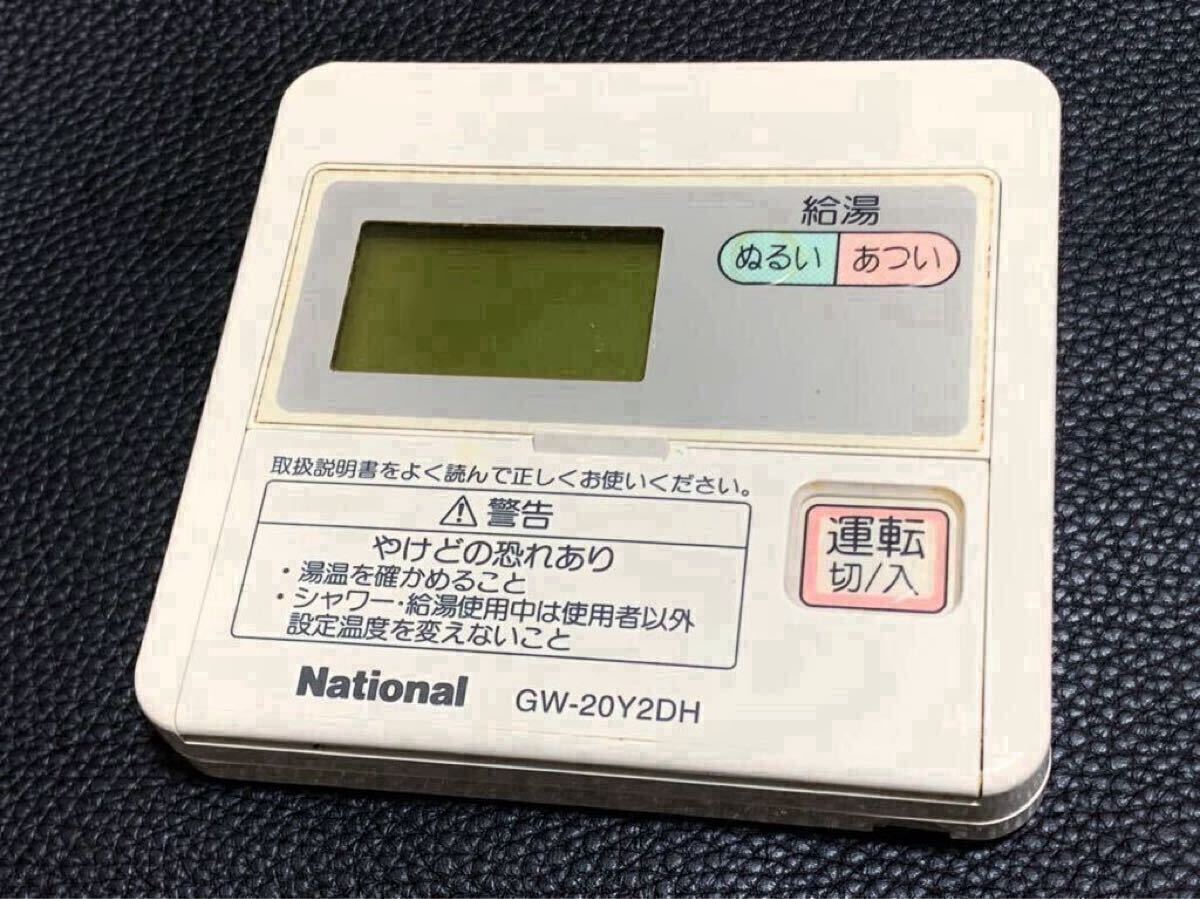 給湯
ぬるい あつい
取扱説明書をよく読んで正しくお使いください。
⚠ 警告
やけどの恐れあり
・湯温を確かめること
・シャワー・給湯使用中は使用者以外
設定温度を変えないこと
運転
切/入
National GW-20Y2DH